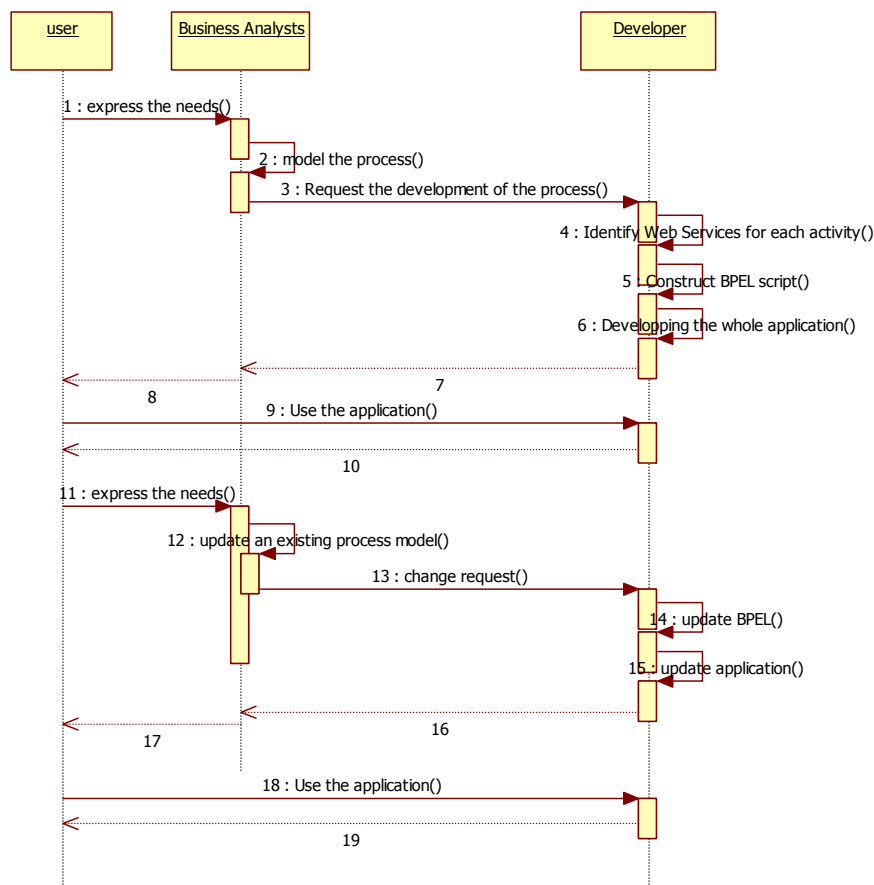 user
Business Analysts
Developer
1 : express the needs()
2 : model the process()
3 : Request the development of the process()
4 : Identify Web Services for each activity()
5 : Construct BPEL script()
6 : Developping the whole application()
7
8
9 : Use the application()
10
11 : express the needs()
12 : update an existing process model()
13 : change request()
14 : update BPEL()
15 : update application()
16
17
18 : Use the application()
19